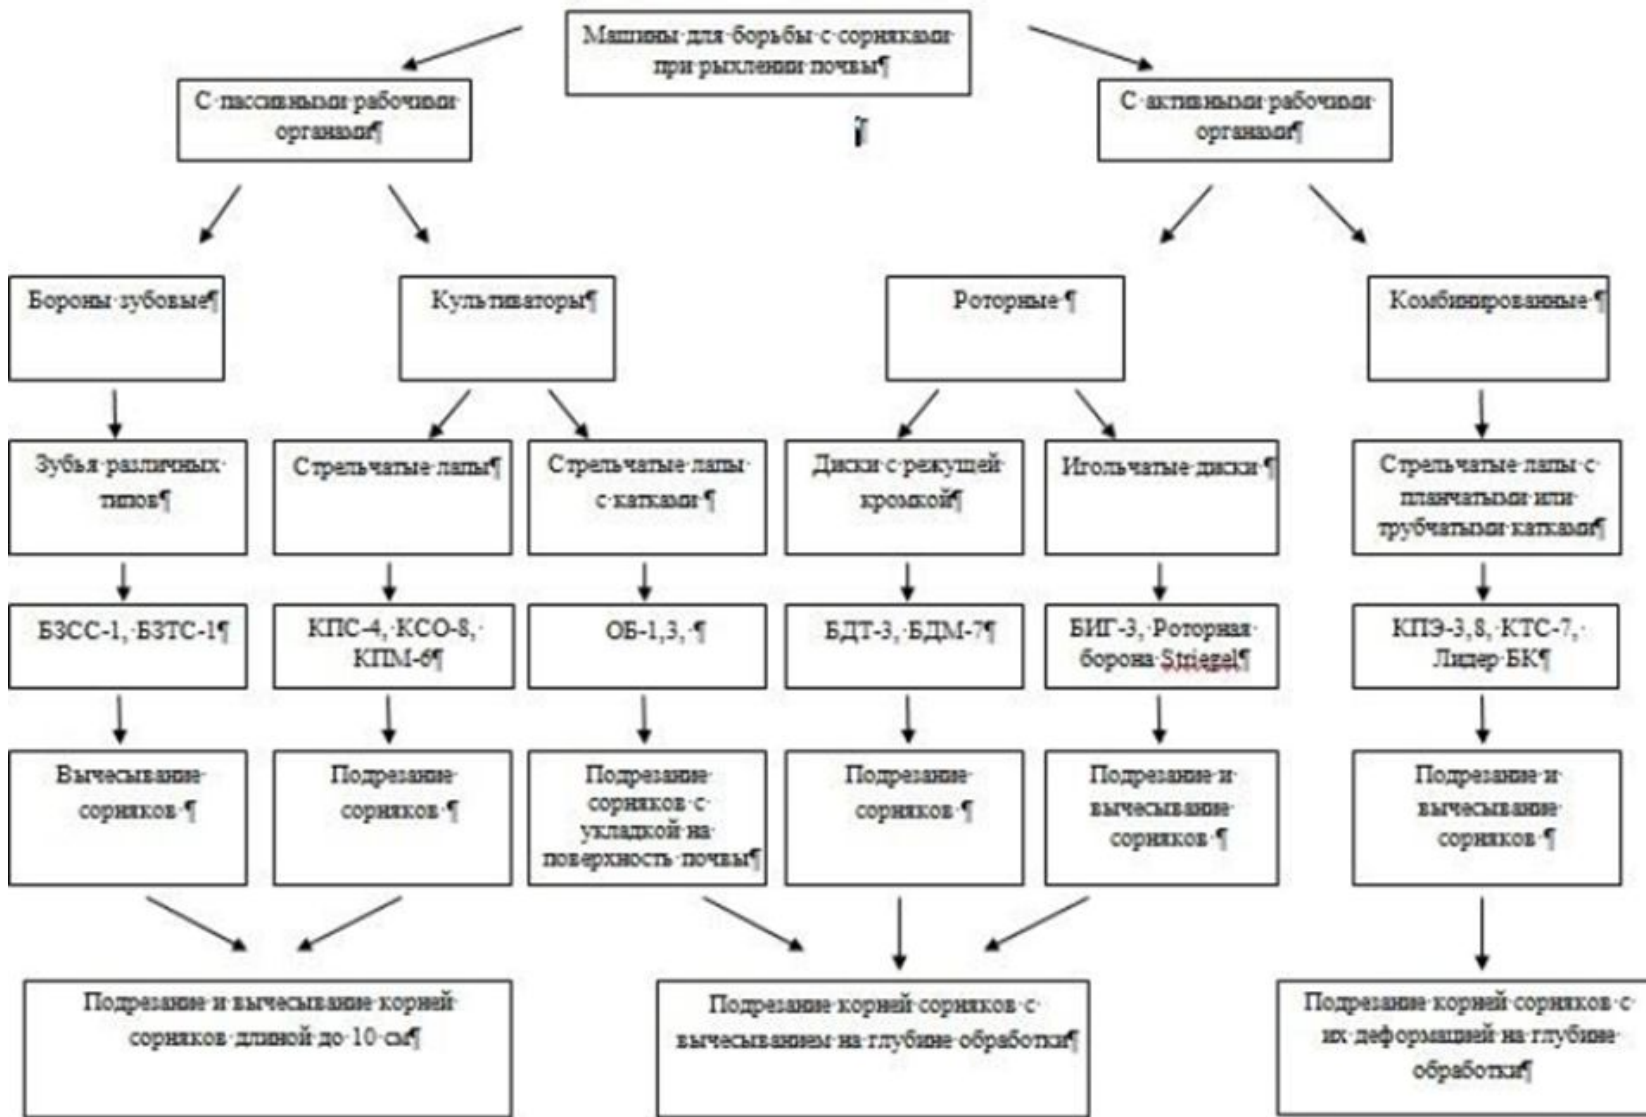 Машины для борьбы с сорняками
при рыхлении почвы¶
С пассивными рабочими
органами¶
С активными рабочими
органами¶
¶
Бороны зубовые¶
Культиваторы¶
Роторные ¶
Комбинированные ¶
Зубья различных
типов¶
Стрельчатые лапы¶
Стрельчатые лапы
с катками ¶
Диски с режущей
кромкой¶
Игольчатые диски ¶
Стрельчатые лапы с
планчатыми или
трубчатыми катками¶
БЗСС-1, БЗТС-1¶
КПС-4, КСО-8,
КПМ-6¶
ОБ-1,3, ¶
БДТ-3, БДМ-7¶
БИГ-3, Роторная
борона Striegel¶
КПЭ-3,8, КТС-7,
Лидер БК¶
Вычесывание
сорняков ¶
Подрезание
сорняков ¶
Подрезание
сорняков с
укладкой на
поверхность почвы¶
Подрезание
сорняков ¶
Подрезание и
вычесывание
сорняков ¶
Подрезание и
вычесывание
сорняков ¶
Подрезание и вычесывание корней
сорняков длиной до 10 см¶
Подрезание корней сорняков с
вычесыванием на глубине обработки¶
Подрезание корней сорняков с
их деформацией на глубине
обработки¶